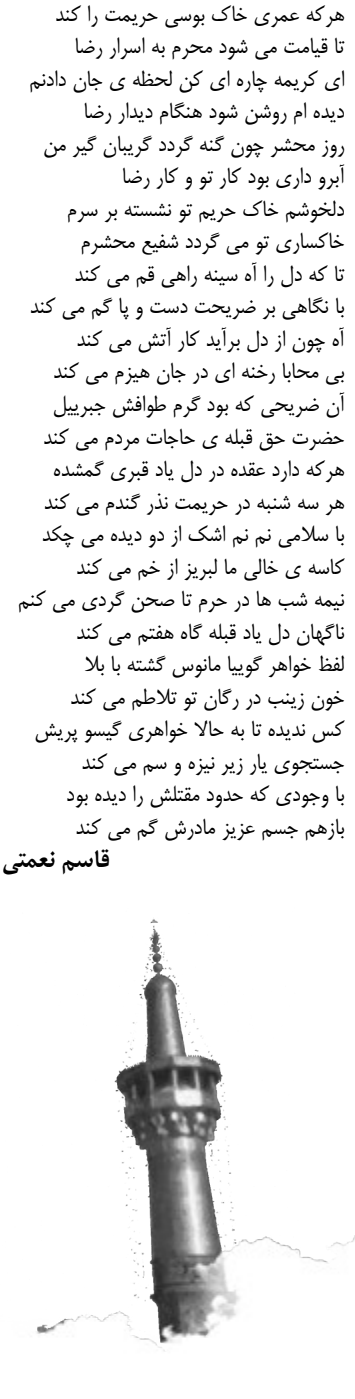 هرکه عمری خاک بوسی حریمت را کند
تا قیامت می شود محرم به اسرار رضا
ای کریمه چاره ای کن لحظه ی جان دادنم
دیده ام روشن شود هنگام دیدار رضا
روز محشر چون گنه گردد گریبان گیر من
آبرو داری بود کار تو و کار رضا
دلخوشم خاک حریم تو نشسته بر سرم
خاکساری تو می گردد شفیع محشرم
تا که دل را آه سینه راهی قم می کند
با نگاهی بر ضریحت دست و پا گم می کند
آه چون از دل برآید کار آتش می کند
بی محابا رخنه ای در جان هیزم می کند
آن ضریحی که بود گرم طوافش جبرییل
حضرت حق قبله ی حاجات مردم می کند
هرکه دارد عقده در دل یاد قبری گمشده
هر سه شنبه در حریمت نذر گندم می کند
با سلامی نم نم اشک از دو دیده می چکد
کاسه ی خالی ما لبریز از خم می کند
نیمه شب ها در حرم تا صحن گردی می کنم
ناگهان دل یاد قبله گاه هفتم می کند
لفظ خواهر گوییا مانوس گشته با بلا
خون زینب در رگان تو تلاطم می کند
کس ندیده تا به حالا خواهری گیسو پریش
جستجوی یار زیر نیزه و سم می کند
با وجودی که حدود مقتلش را دیده بود
بازهم جسم عزیز مادرش گم می کند
قاسم نعمتی